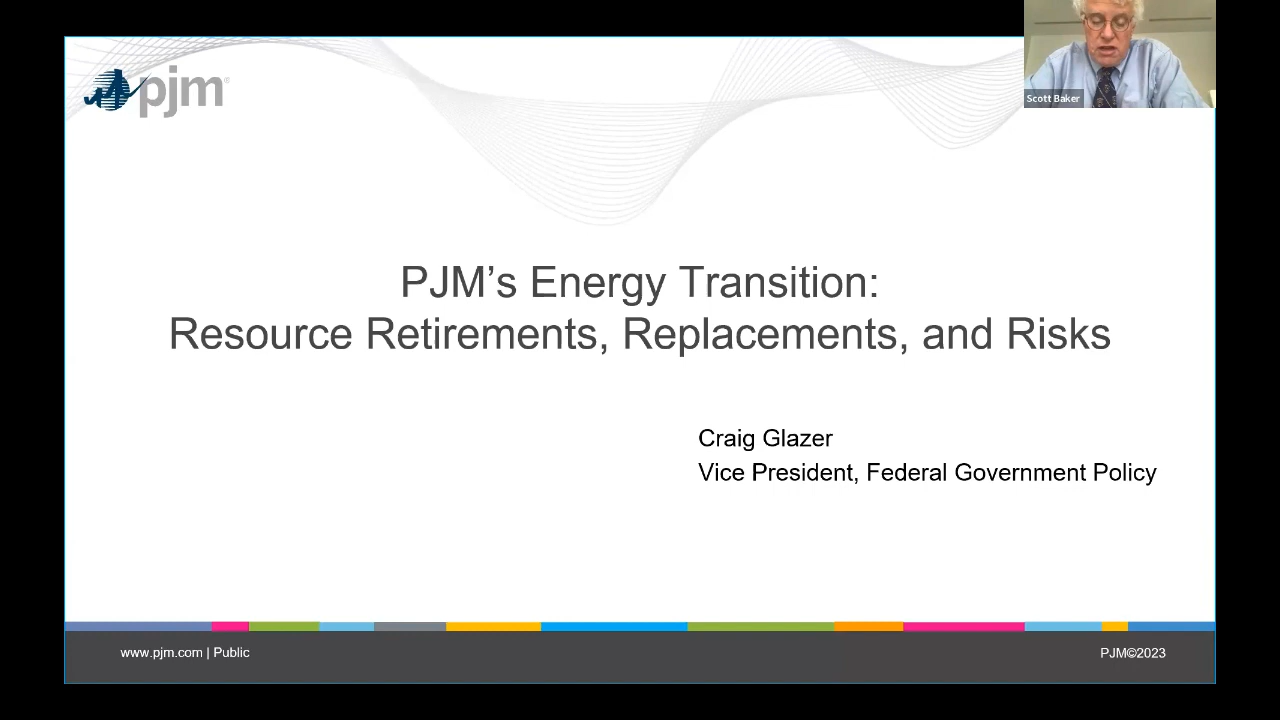 pjm
Scott Baker
PJM's Energy Transition:
Resource Retirements, Replacements, and Risks
Craig Glazer
Vice President, Federal Government Policy
www.pjm.com | Public
PJM©2023